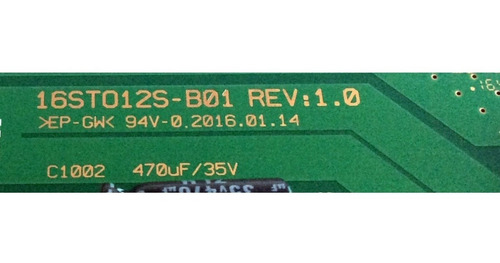 16ST012S-B01 REV:1.0
>EP-GW< 94V-0.2016.01.14
C1002 470uF/35V